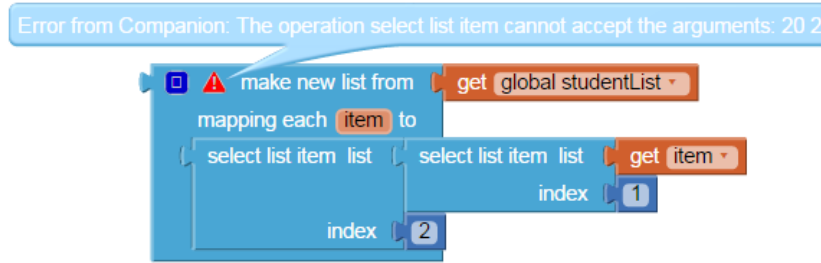 Error from Companion: The operation select list item cannot accept the arguments: 20 2
make new list from get global studentList
mapping each item to
select list item list select list item list get item
index 1
index 2